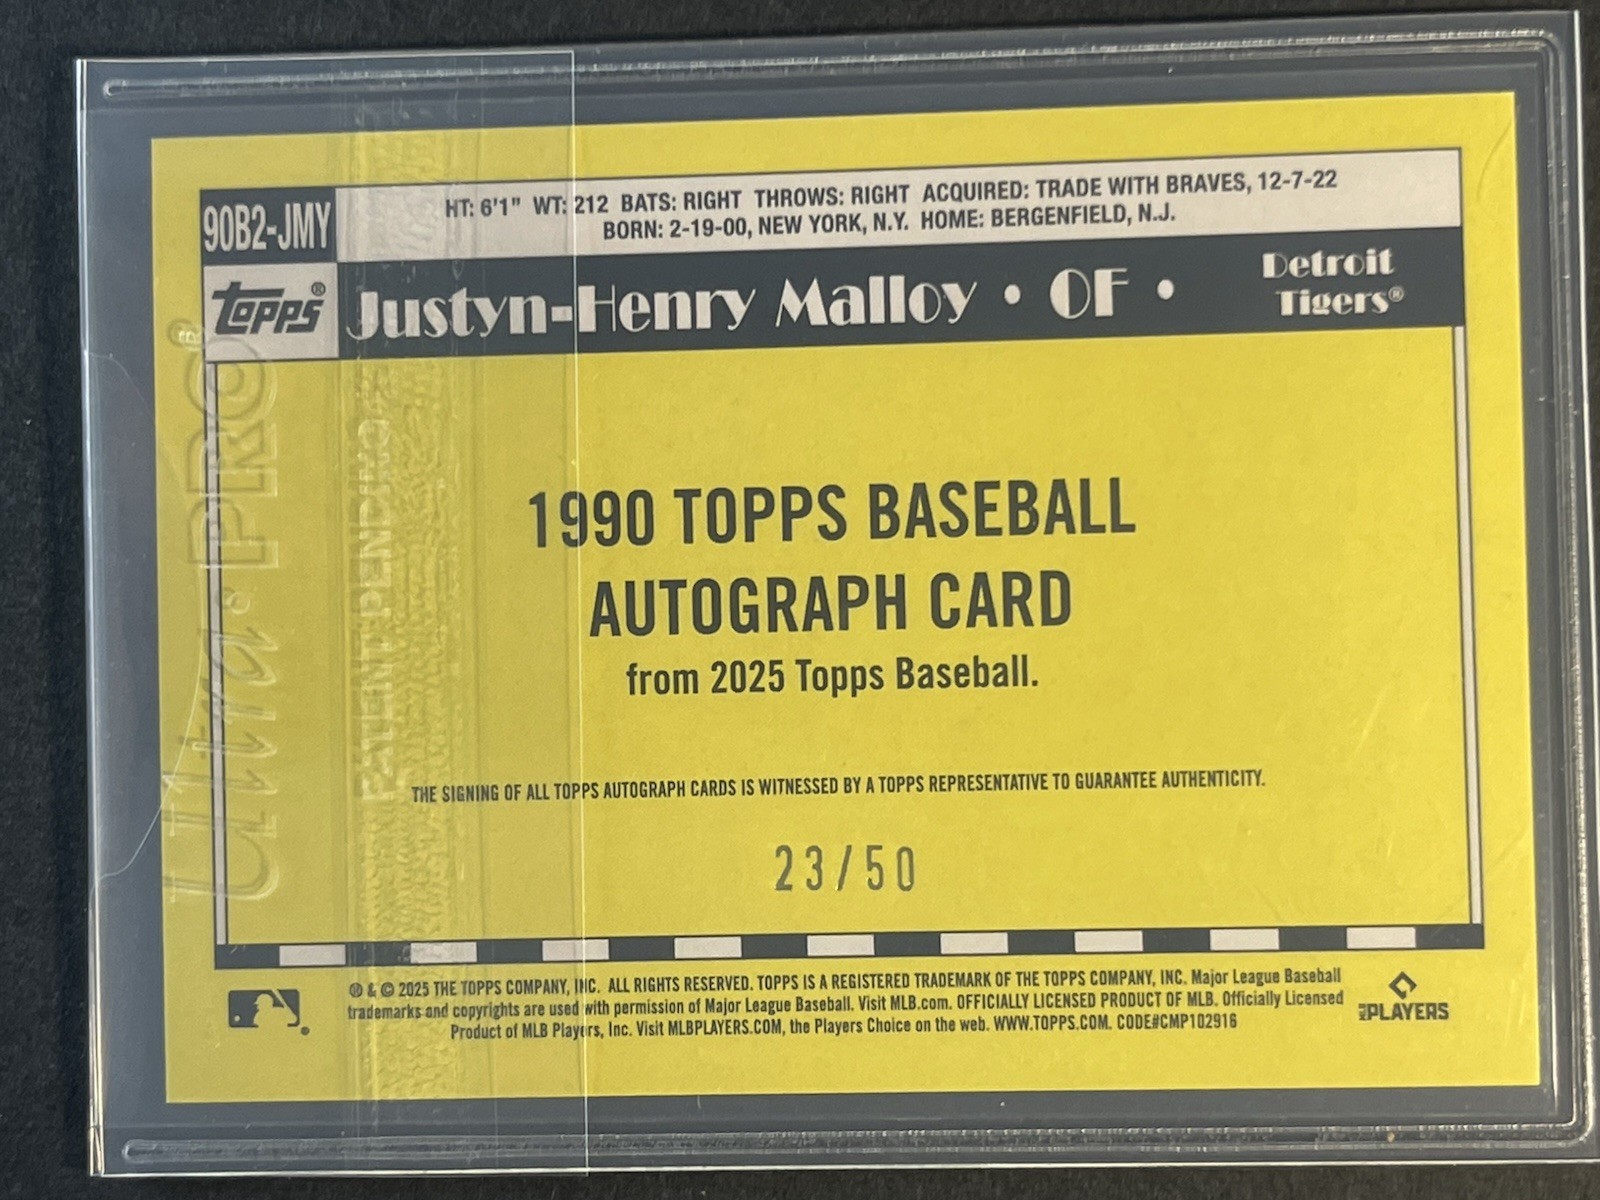 90B2-JMY
HT: 6'1" WT: 212 BATS: RIGHT THROWS: RIGHT ACQUIRED: TRADE WITH BRAVES, 12-7-22
BORN: 2-19-00, NEW YORK, N.Y. HOME: BERGENFIELD, N.J.
Topps®
Justyn-Henry Malloy • OF •
Detroit
Tigers®
1990 TOPPS BASEBALL
AUTOGRAPH CARD
from 2025 Topps Baseball.
THE SIGNING OF ALL TOPPS AUTOGRAPH CARDS IS WITNESSED BY A TOPPS REPRESENTATIVE TO GUARANTEE AUTHENTICITY.
23/50
® & © 2025 THE TOPPS COMPANY, INC. ALL RIGHTS RESERVED. TOPPS IS A REGISTERED TRADEMARK OF THE TOPPS COMPANY, INC. Major League Baseball
trademarks and copyrights are used with permission of Major League Baseball. Visit MLB.com. OFFICIALLY LICENSED PRODUCT OF MLB. Officially Licensed
Product of MLB Players, Inc. Visit MLBPLAYERS.COM, the Players Choice on the web. WWW.TOPPS.COM. CODE#CMP102916
MLB PLAYERS
Ultra•PRO®
PATENT PENDING